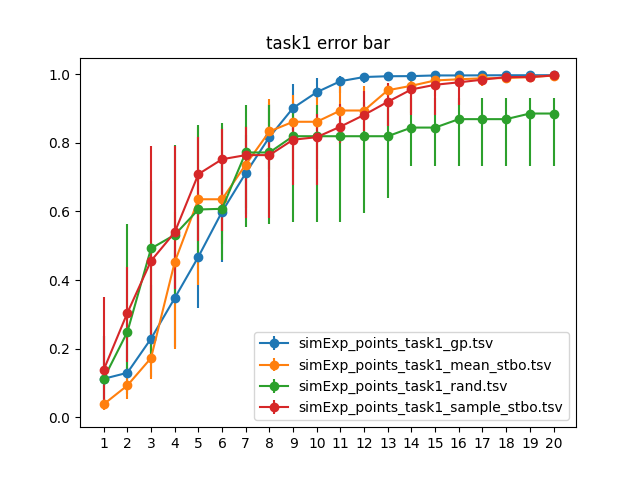 task1 error bar
1.0
0.8
0.6
0.4
0.2
0.0
simExp_points_task1_gp.tsv
simExp_points_task1_mean_stbo.tsv
simExp_points_task1_rand.tsv
simExp_points_task1_sample_stbo.tsv
1 2 3 4 5 6 7 8 9 10 11 12 13 14 15 16 17 18 19 20